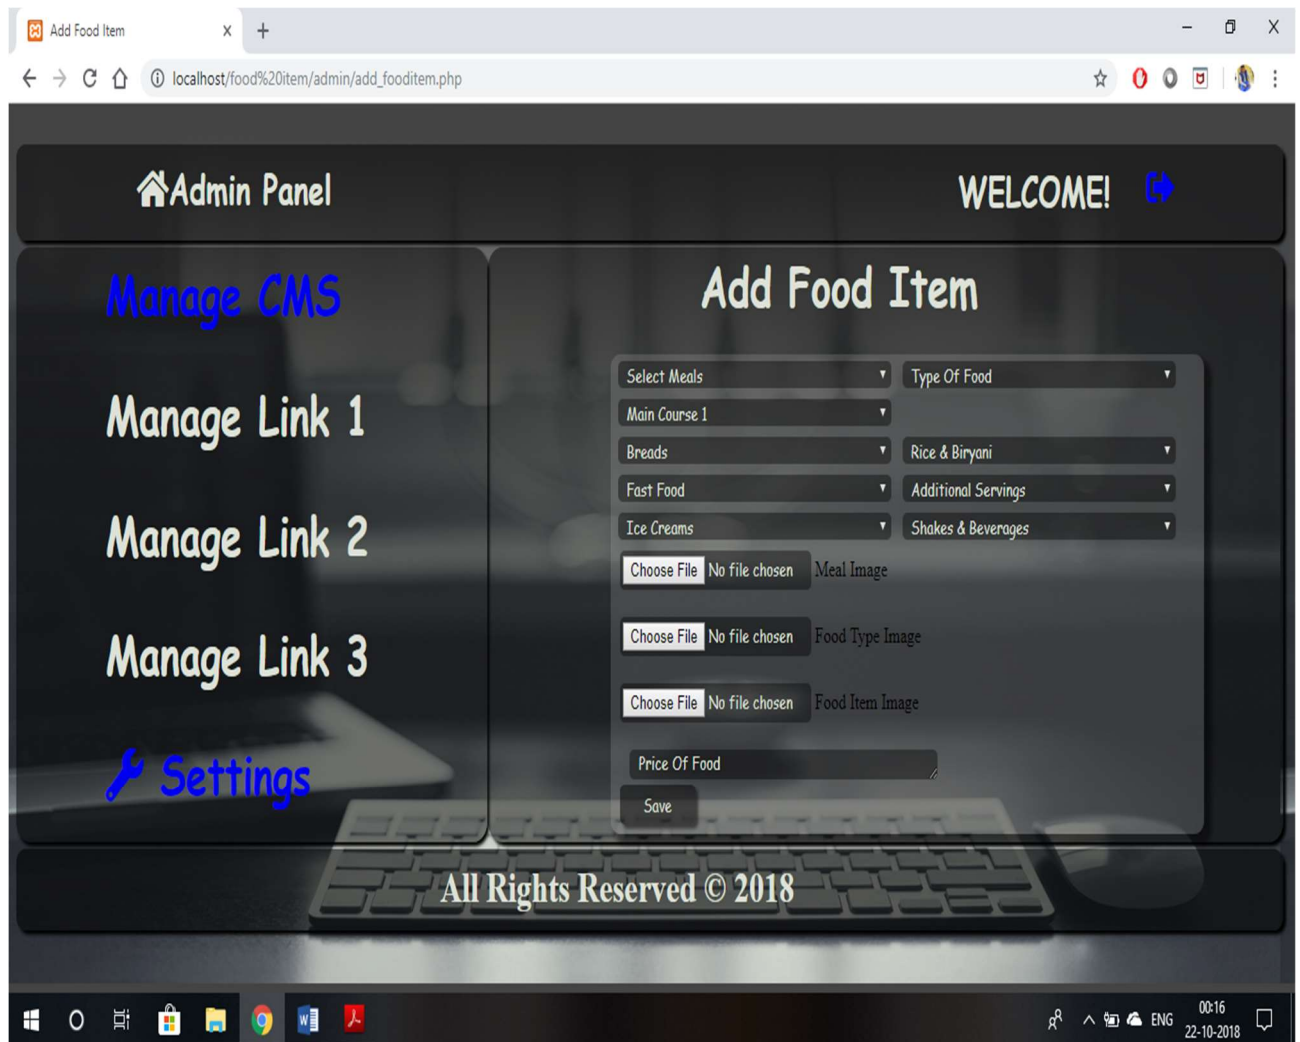 Add Food Item
localhost/food%20item/admin/add_fooditem.php
Admin Panel WELCOME!
Manage CMS
Manage Link 1
Manage Link 2
Manage Link 3
Settings
Add Food Item
Select Meals Type Of Food
Main Course 1
Breads Rice & Biryani
Fast Food Additional Servings
Ice Creams Shakes & Beverages
Choose File No file chosen Meal Image
Choose File No file chosen Food Type Image
Choose File No file chosen Food Item Image
Price Of Food
Save
All Rights Reserved © 2018
ENG 00:16
22-10-2018